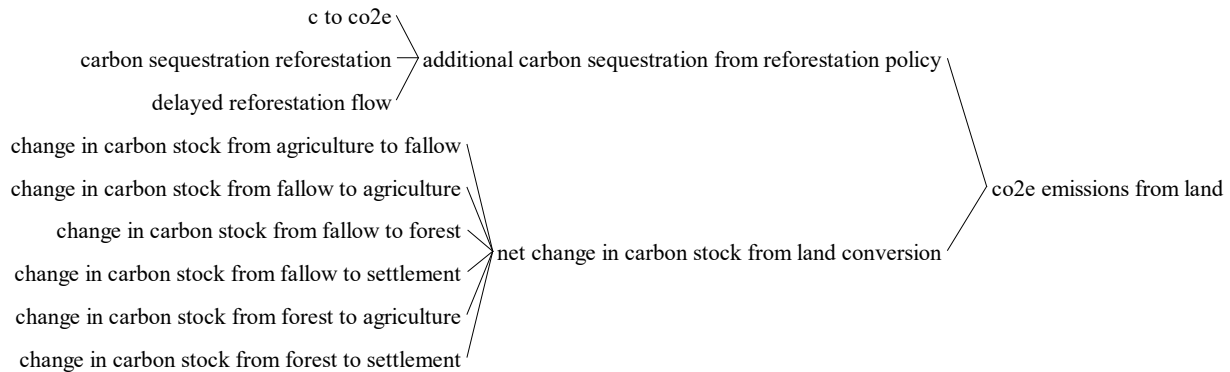 c to co2e
carbon sequestration reforestation
additional carbon sequestration from reforestation policy
delayed reforestation flow
change in carbon stock from agriculture to fallow
change in carbon stock from fallow to agriculture
co2e emissions from land
change in carbon stock from fallow to forest
net change in carbon stock from land conversion
change in carbon stock from fallow to settlement
change in carbon stock from forest to agriculture
change in carbon stock from forest to settlement